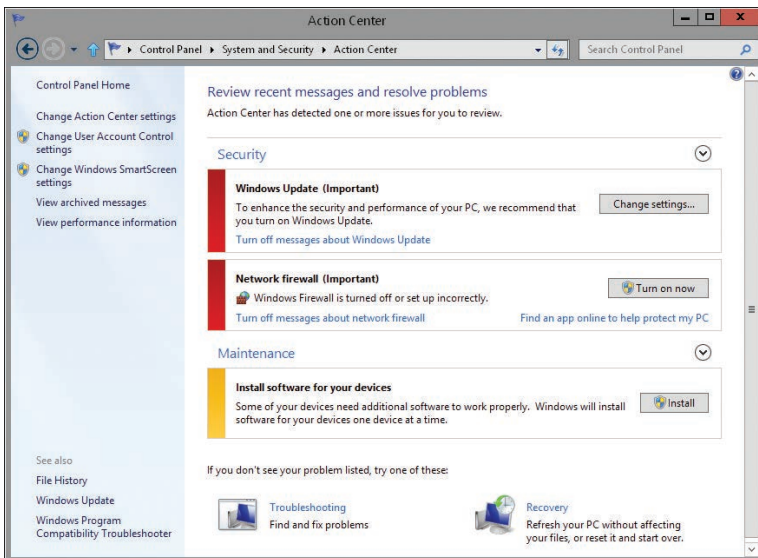 Action Center
Control Panel ▸ System and Security ▸ Action Center
Search Control Panel
Control Panel Home
Change Action Center settings
Change User Account Control
settings
Change Windows SmartScreen
settings
View archived messages
View performance information
See also
File History
Windows Update
Windows Program
Compatibility Troubleshooter
Review recent messages and resolve problems
Action Center has detected one or more issues for you to review.
Security
Windows Update (Important)
To enhance the security and performance of your PC, we recommend that
you turn on Windows Update.
Change settings...
Turn off messages about Windows Update
Network firewall (Important)
Windows Firewall is turned off or set up incorrectly.
Turn on now
Turn off messages about network firewall
Find an app online to help protect my PC
Maintenance
Install software for your devices
Some of your devices need additional software to work properly. Windows will install
software for your devices one device at a time.
Install
If you don't see your problem listed, try one of these:
Troubleshooting
Find and fix problems
Recovery
Refresh your PC without affecting
your files, or reset it and start over.